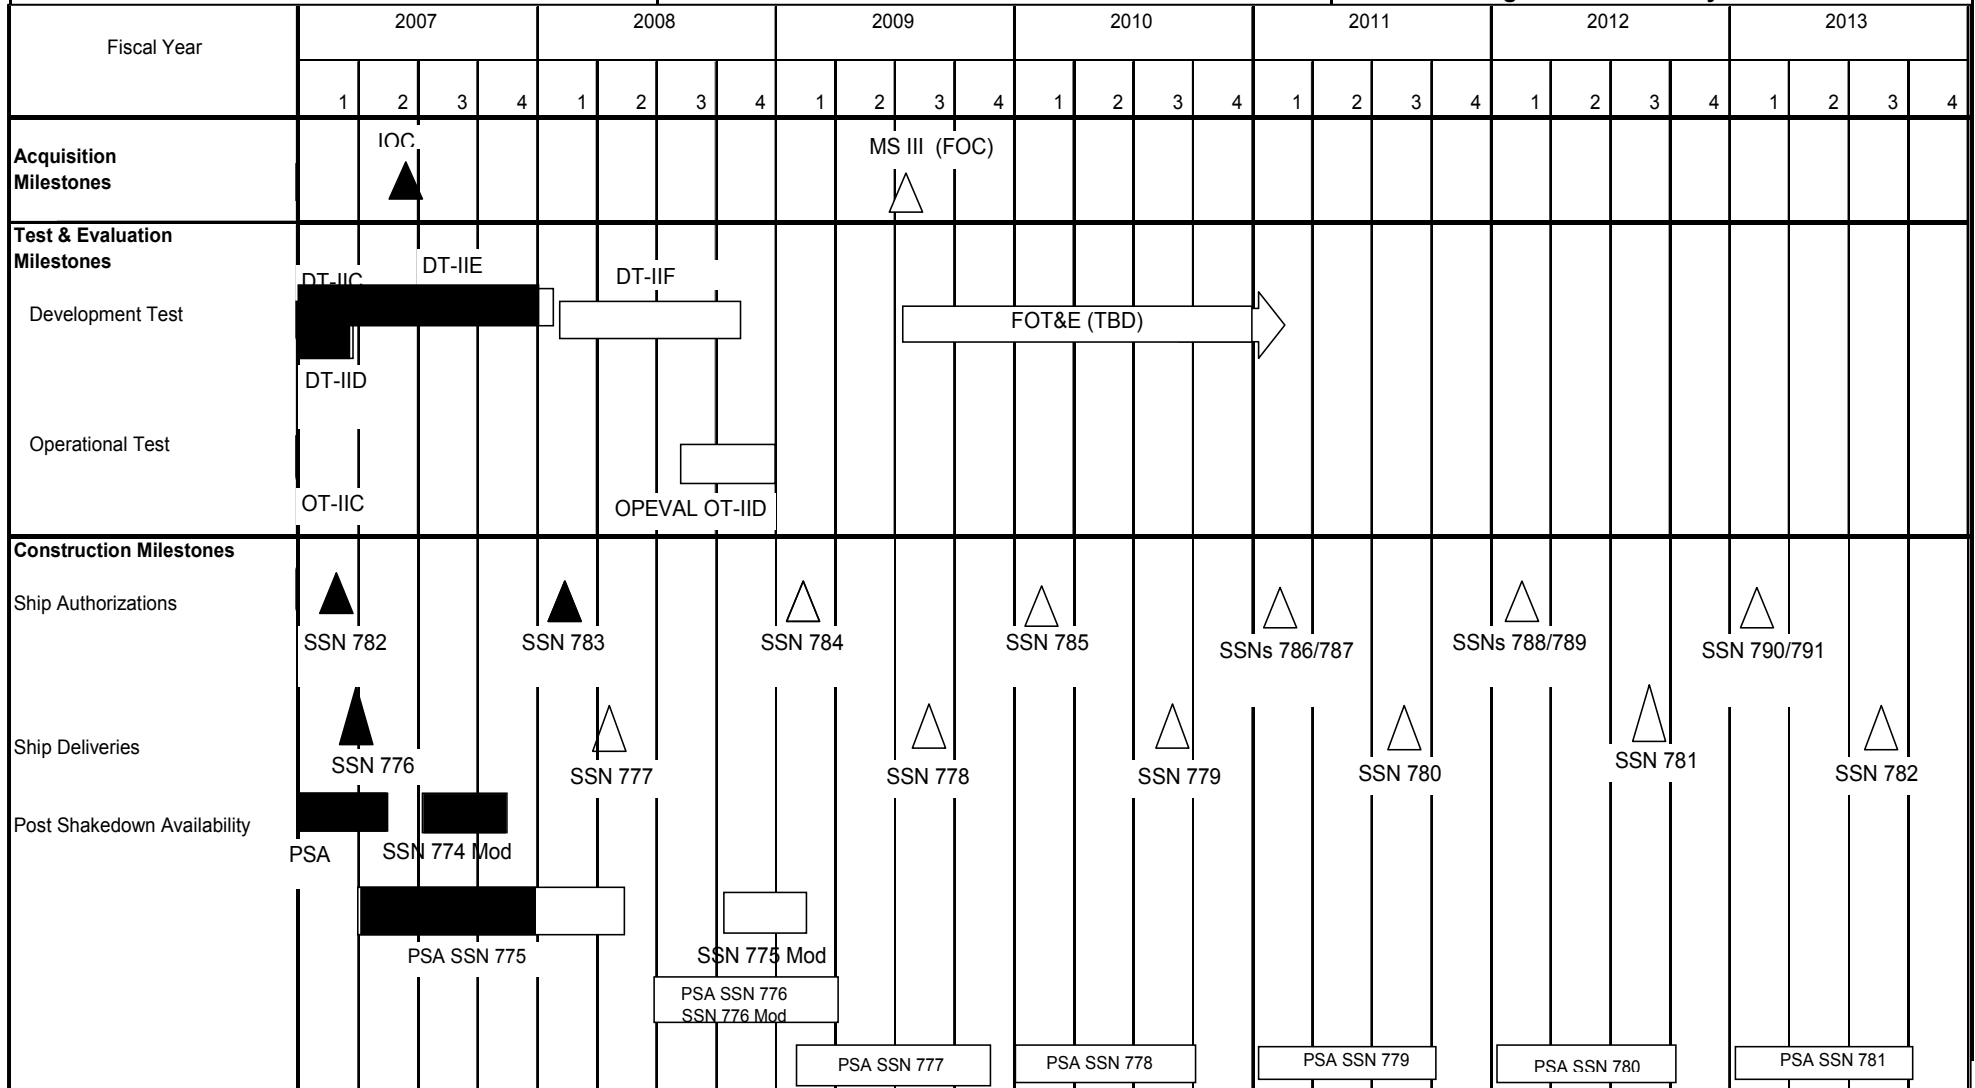 2007 2008 2009 2010 2011 2012 2013
Fiscal Year
1 2 3 4 1 2 3 4 1 2 3 4 1 2 3 4 1 2 3 4 1 2 3 4 1 2 3 4
Acquisition
Milestones
IOC
MS III (FOC)
Test & Evaluation
Milestones
DT-IIC
DT-IIE
DT-IIF
Development Test
FOT&E (TBD)
DT-IID
Operational Test
OT-IIC
OPEVAL OT-IID
Construction Milestones
Ship Authorizations
SSN 782
SSN 783
SSN 784
SSN 785
SSNs 786/787
SSNs 788/789
SSN 790/791
Ship Deliveries
SSN 776
SSN 777
SSN 778
SSN 779
SSN 780
SSN 781
SSN 782
Post Shakedown Availability
PSA
SSN 774 Mod
PSA SSN 775
SSN 775 Mod
PSA SSN 776
SSN 776 Mod
PSA SSN 777
PSA SSN 778
PSA SSN 779
PSA SSN 780
PSA SSN 781